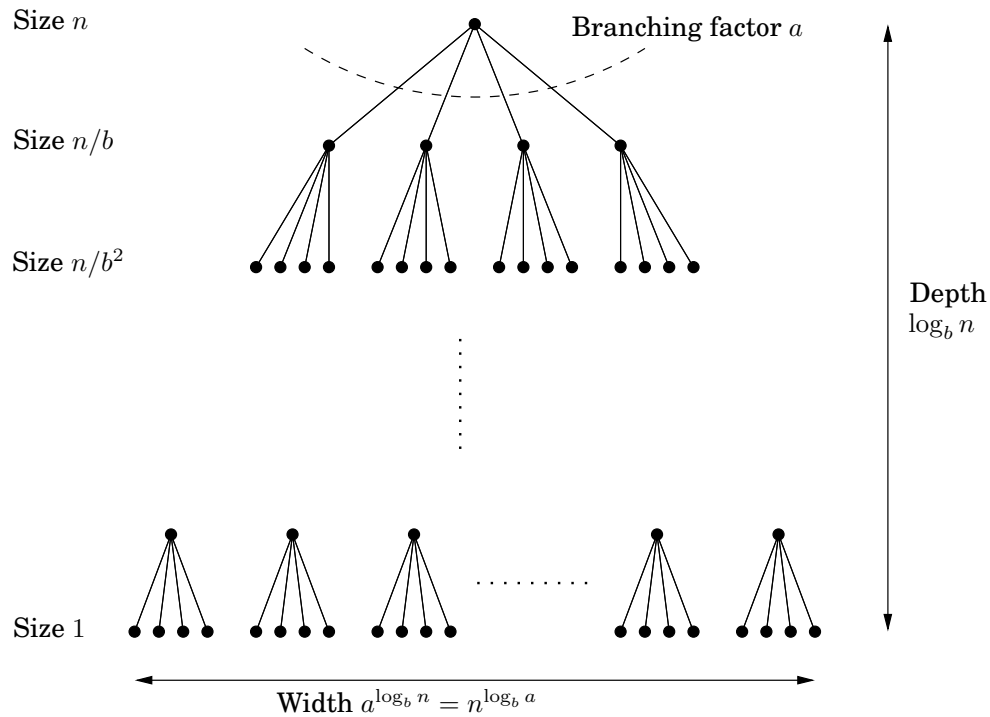 Size n
Branching factor a
Size n/b
Size n/b²
Depth
log_b n
Size 1
Width a^{log_b n} = n^{log_b a}